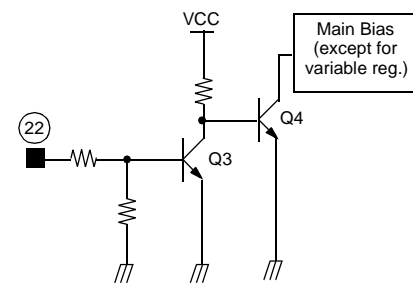 VCC
Main Bias
(except for
variable reg.)
22
Q3
Q4